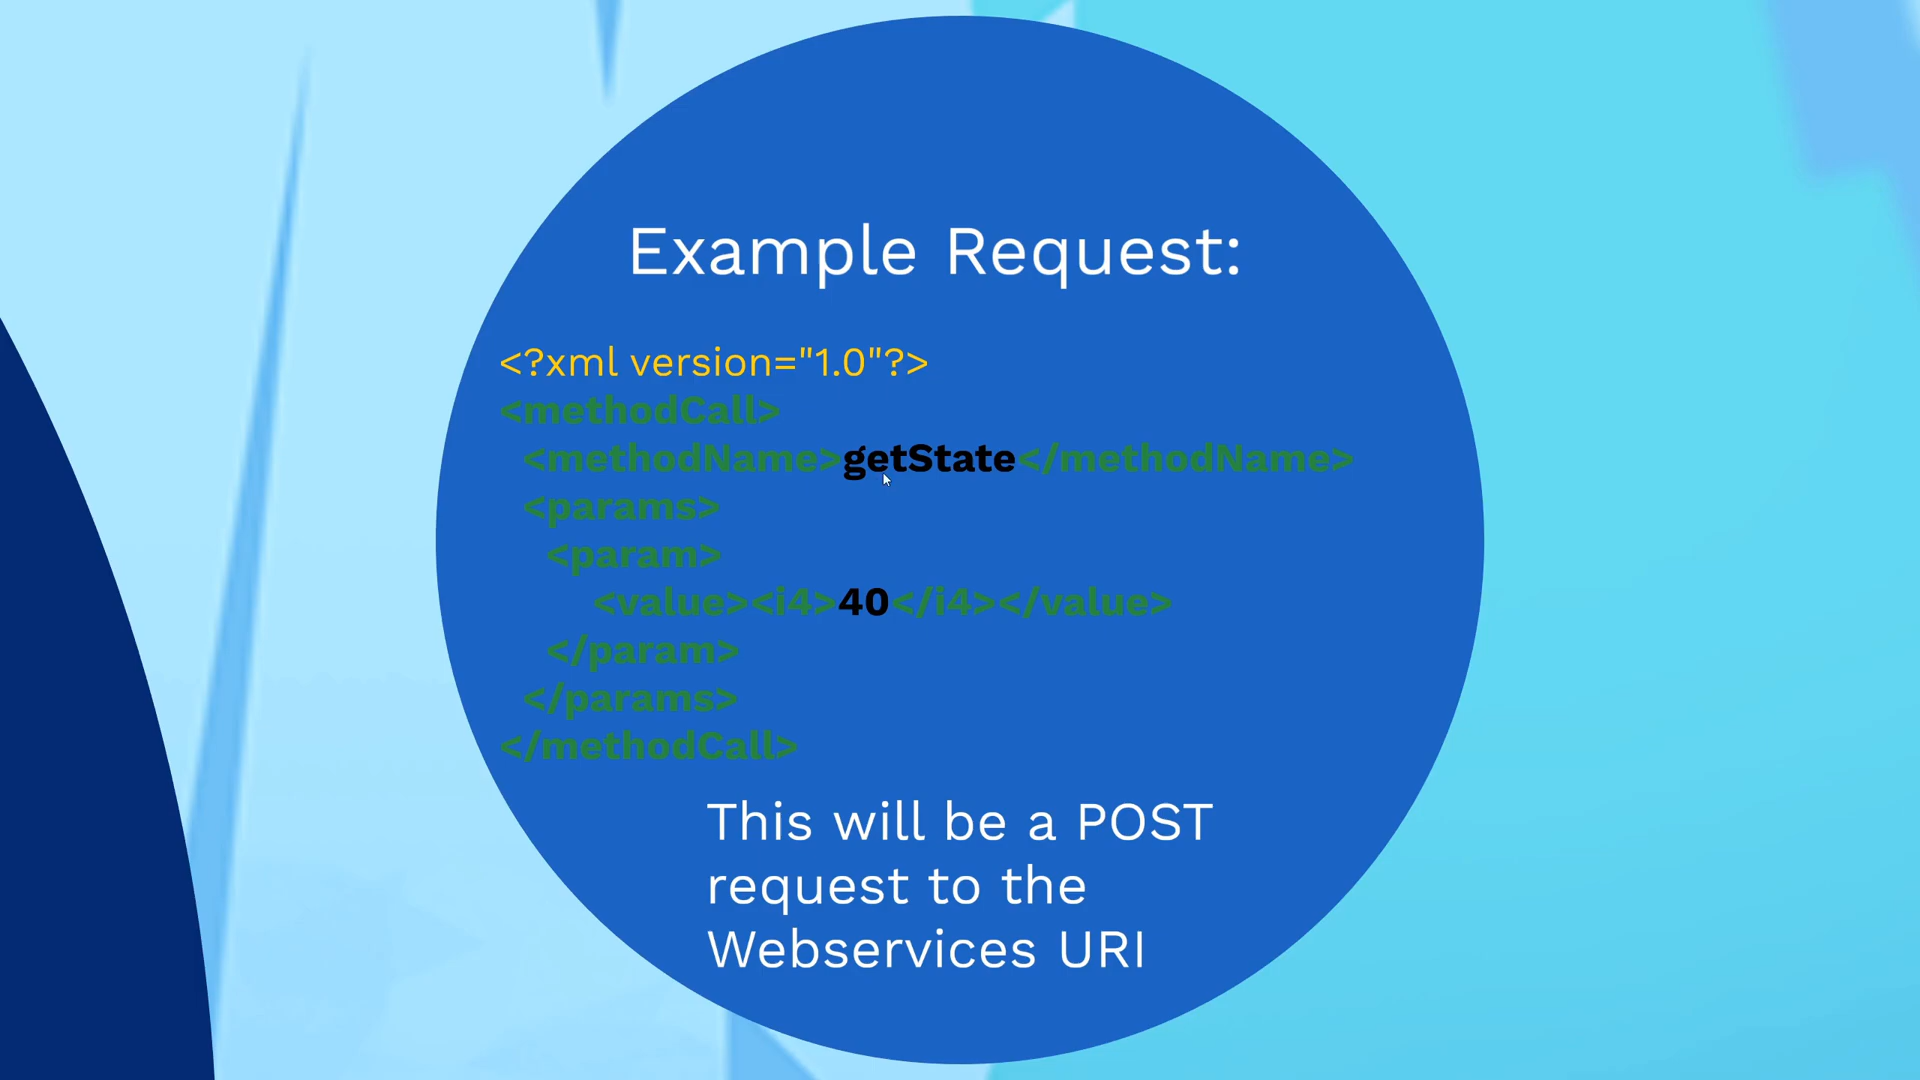 Example Request:
<?xml version="1.0"?>
<methodCall>
<methodName>getState</methodName>
<params>
<param>
<value><i4>40</i4></value>
</param>
</params>
</methodCall>
This will be a POST
request to the
Webservices URI